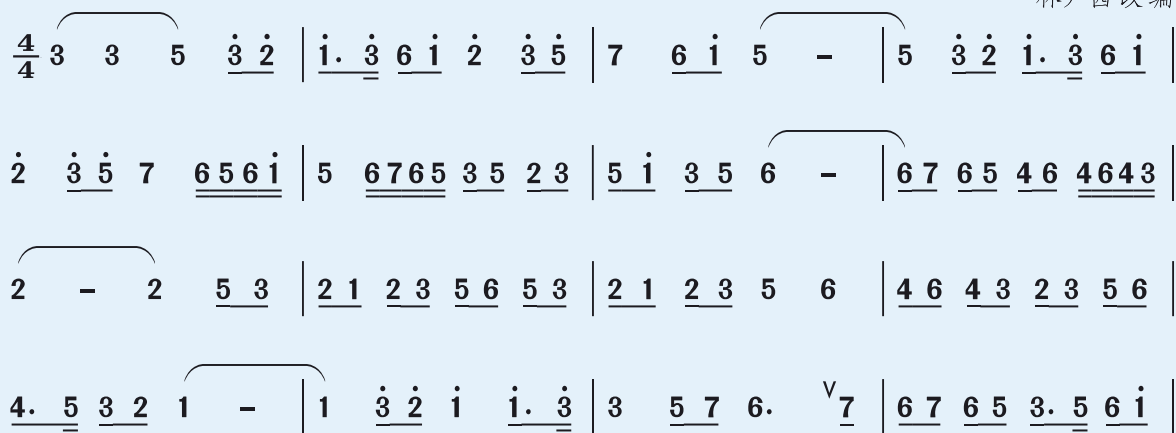 4/4 3 3 5 3̇ 2̇ | 1̇. 3̇ 6 1̇ 2̇ 3̇ 5̇ | 7 6 1̇ 5 - | 5 3̇ 2̇ 1̇. 3̇ 6 1̇ |
2̇ 3̇ 5̇ 7 6 5 6 1̇ | 5 6 7 6 5 3 5 2 3 | 5 1̇ 3 5 6 - | 6 7 6 5 4 6 4 6 4 3 |
2 - 2 5 3 | 2 1 2 3 5 6 5 3 | 2 1 2 3 5 6 | 4 6 4 3 2 3 5 6 |
4. 5 3 2 1 - | 1 3̇ 2̇ 1̇ 1̇. 3̇ | 3 5 7 6. V 7 | 6 7 6 5 3. 5 6 1̇ |